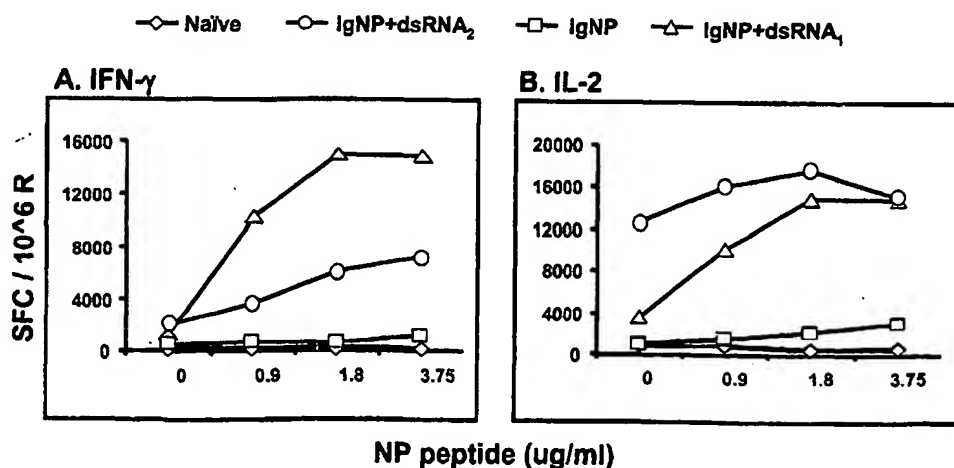 Naïve IgNP+dsRNA₂ IgNP IgNP+dsRNA₁
A. IFN-γ
B. IL-2
SFC / 10^6 R
16000
12000
8000
4000
0
0 0.9 1.8 3.75
20000
16000
12000
8000
4000
0
0 0.9 1.8 3.75
NP peptide (ug/ml)